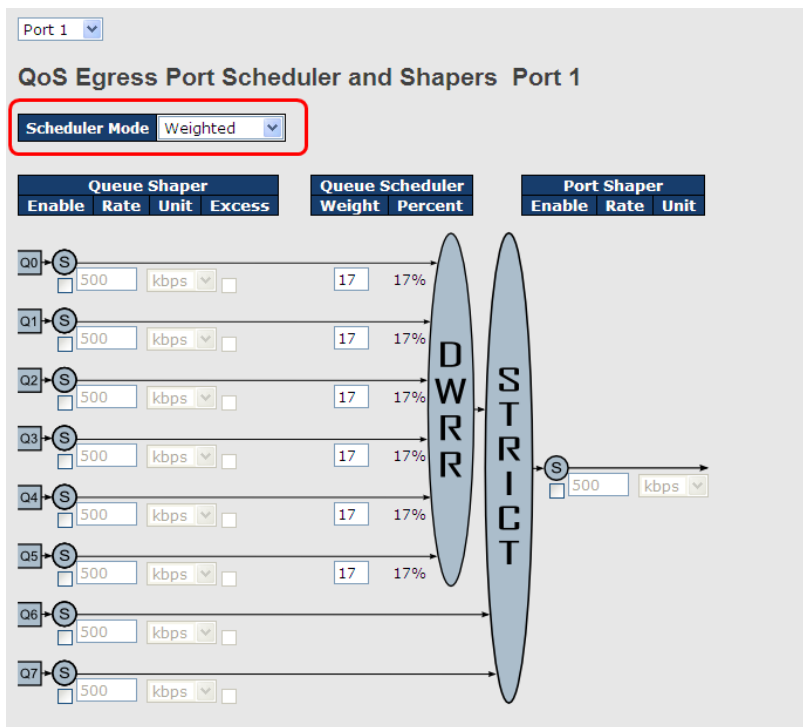 Port 1
QoS Egress Port Scheduler and Shapers Port 1
Scheduler Mode Weighted
Queue Shaper Queue Scheduler Port Shaper
Enable Rate Unit Excess Weight Percent Enable Rate Unit
Q0 S
500 kbps 17 17%
Q1 S
500 kbps 17 17%
Q2 S
500 kbps 17 17%
Q3 S
500 kbps 17 17%
Q4 S
500 kbps 17 17%
Q5 S
500 kbps 17 17%
Q6 S
500 kbps
Q7 S
500 kbps
DWRR
STRICT
S
500 kbps